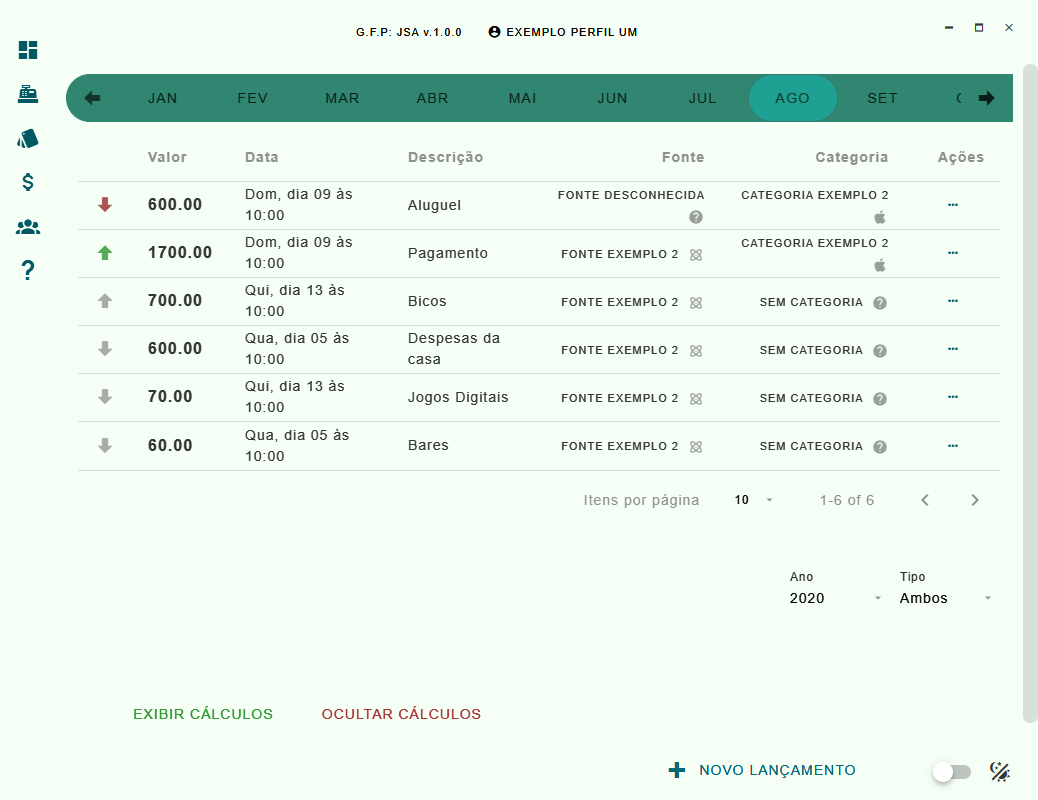 G.F.P: JSA v.1.0.0 EXEMPLO PERFIL UM
JAN FEV MAR ABR MAI JUN JUL AGO SET
Valor Data Descrição Fonte Categoria Ações
600.00 Dom, dia 09 às 10:00 Aluguel FONTE DESCONHECIDA CATEGORIA EXEMPLO 2 ...
1700.00 Dom, dia 09 às 10:00 Pagamento FONTE EXEMPLO 2 CATEGORIA EXEMPLO 2 ...
700.00 Qui, dia 13 às 10:00 Bicos FONTE EXEMPLO 2 SEM CATEGORIA ...
600.00 Qua, dia 05 às 10:00 Despesas da casa FONTE EXEMPLO 2 SEM CATEGORIA ...
70.00 Qui, dia 13 às 10:00 Jogos Digitais FONTE EXEMPLO 2 SEM CATEGORIA ...
60.00 Qua, dia 05 às 10:00 Bares FONTE EXEMPLO 2 SEM CATEGORIA ...
Itens por página 10 1-6 of 6
Ano Tipo
2020 Ambos
EXIBIR CÁLCULOS OCULTAR CÁLCULOS
NOVO LANÇAMENTO